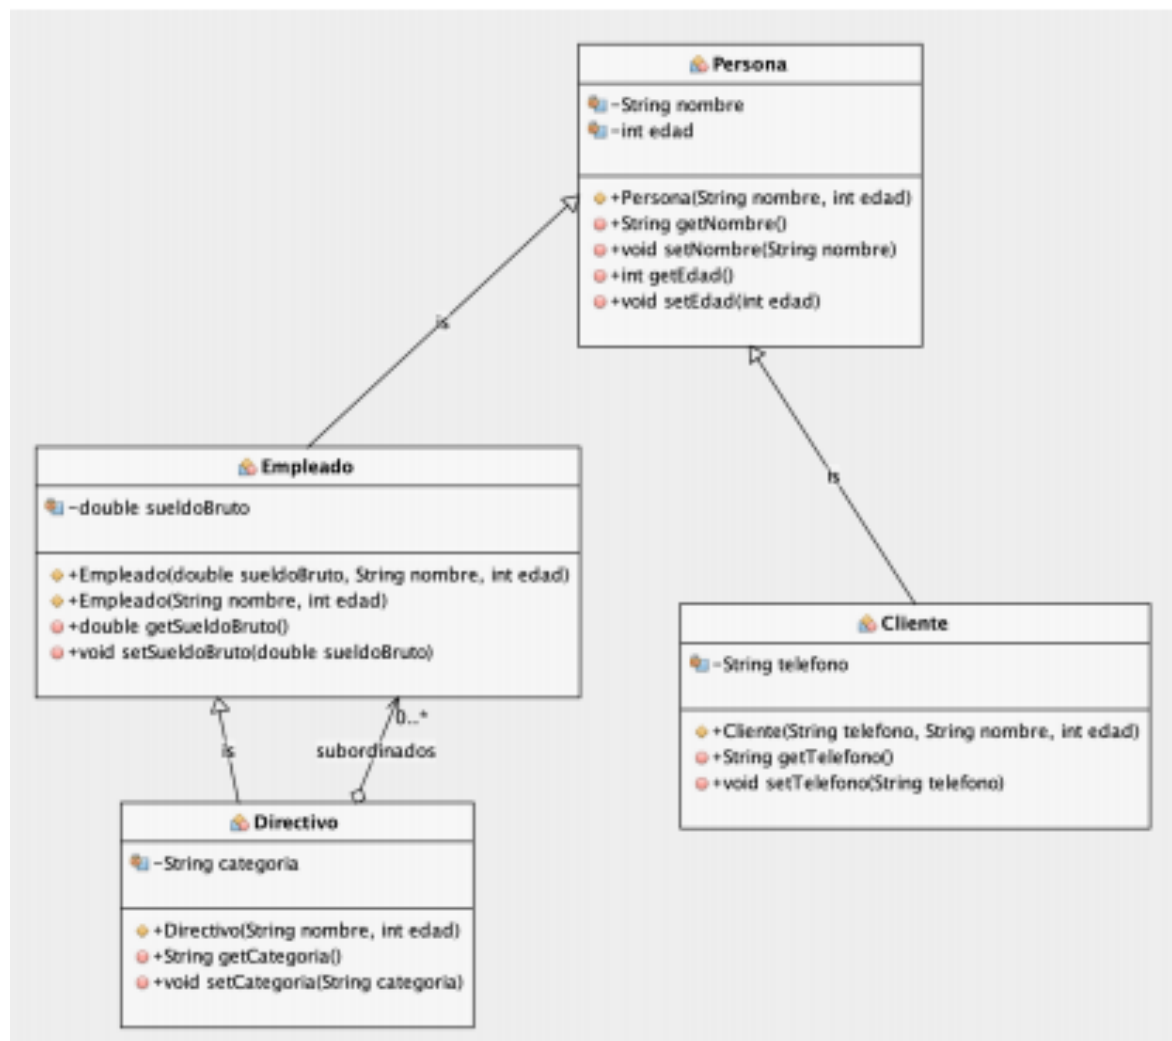 Persona
-String nombre
-int edad
+Persona(String nombre, int edad)
+String getNombre()
+void setNombre(String nombre)
+int getEdad()
+void setEdad(int edad)
is
is
Empleado
-double sueldoBruto
+Empleado(double sueldoBruto, String nombre, int edad)
+Empleado(String nombre, int edad)
+double getSueldoBruto()
+void setSueldoBruto(double sueldoBruto)
Cliente
-String telefono
+Cliente(String telefono, String nombre, int edad)
+String getTelefono()
+void setTelefono(String telefono)
is
0..*
subordinados
Directivo
-String categoria
+Directivo(String nombre, int edad)
+String getCategoria()
+void setCategoria(String categoria)